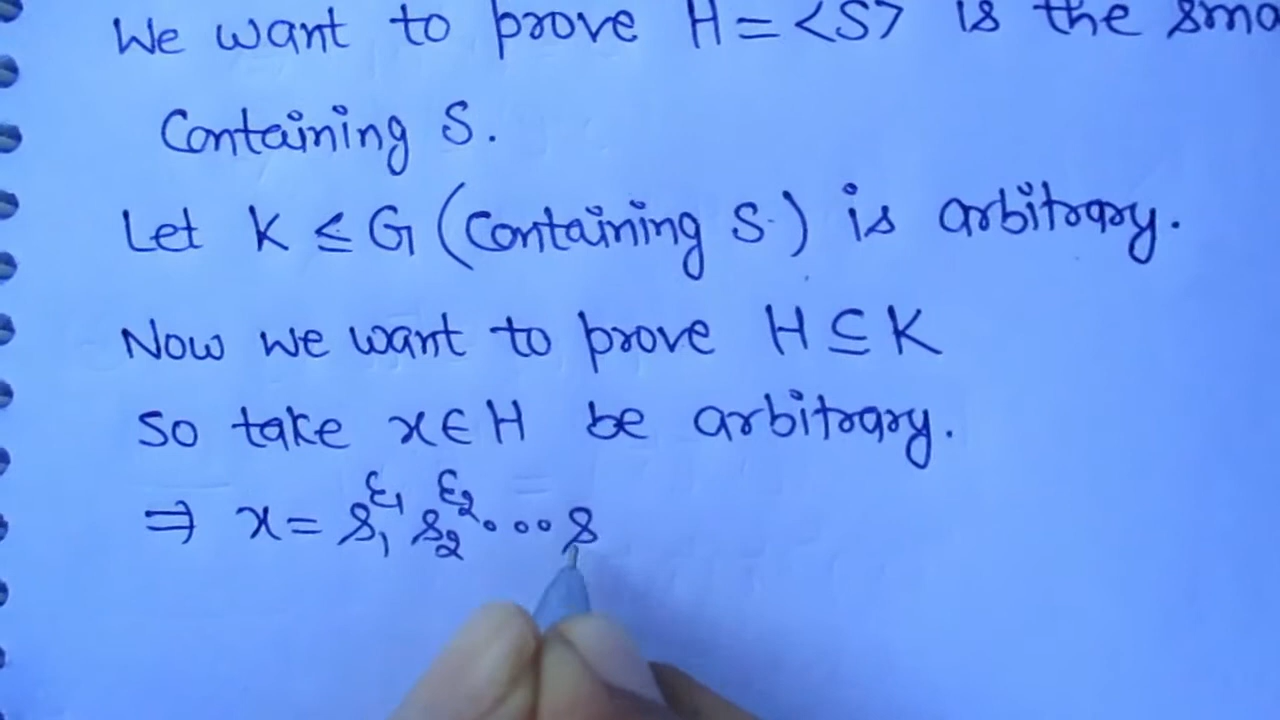 We want to prove H = <S> is the smo
Containing S.
Let K ≤ G (Containing S.) is arbitrary.
Now we want to prove H ⊆ K
So take x ∈ H be arbitrary.
⇒ x = s₁^ε₁ s₂^ε₂ ... s